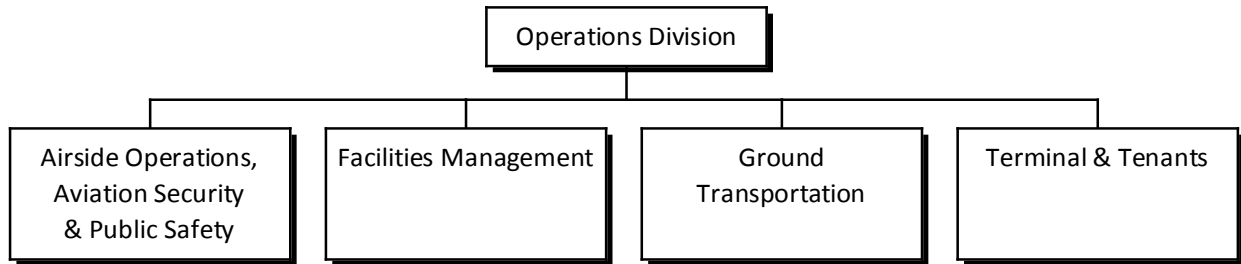 Operations Division
Airside Operations,
Aviation Security
& Public Safety
Facilities Management
Ground
Transportation
Terminal & Tenants